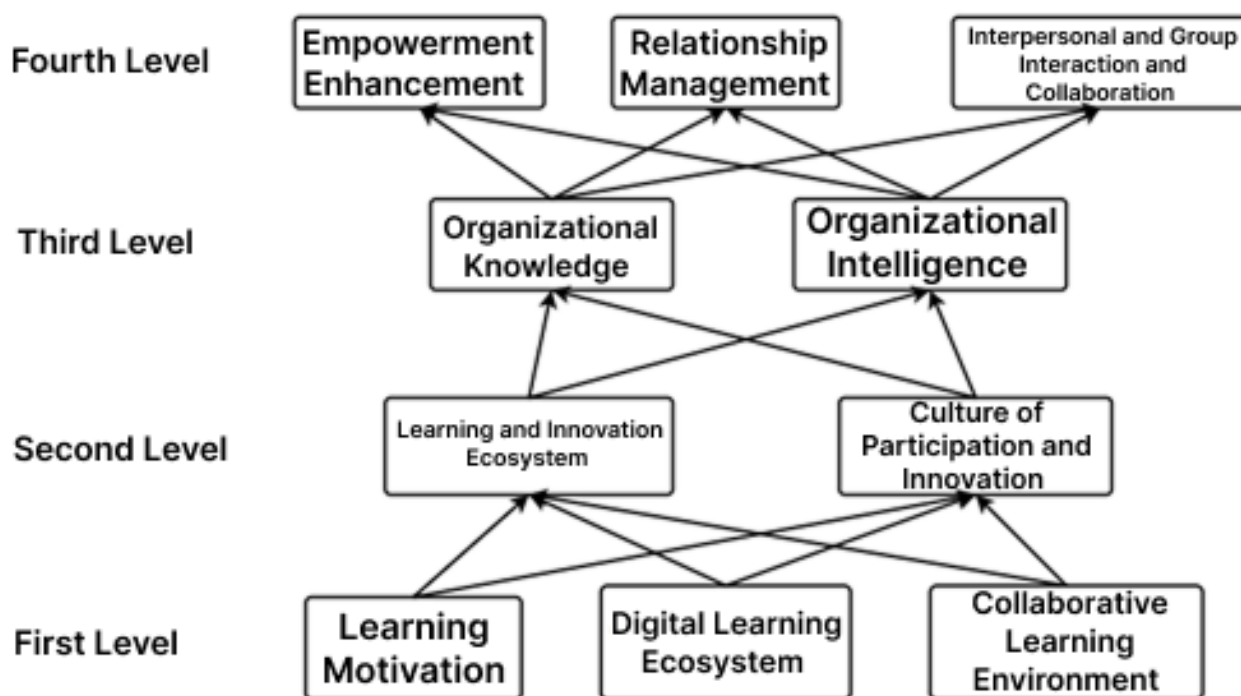 Fourth Level
Empowerment
Enhancement
Relationship
Management
Interpersonal and Group
Interaction and
Collaboration
Third Level
Organizational
Knowledge
Organizational
Intelligence
Second Level
Learning and Innovation
Ecosystem
Culture of
Participation and
Innovation
First Level
Learning
Motivation
Digital Learning
Ecosystem
Collaborative
Learning
Environment